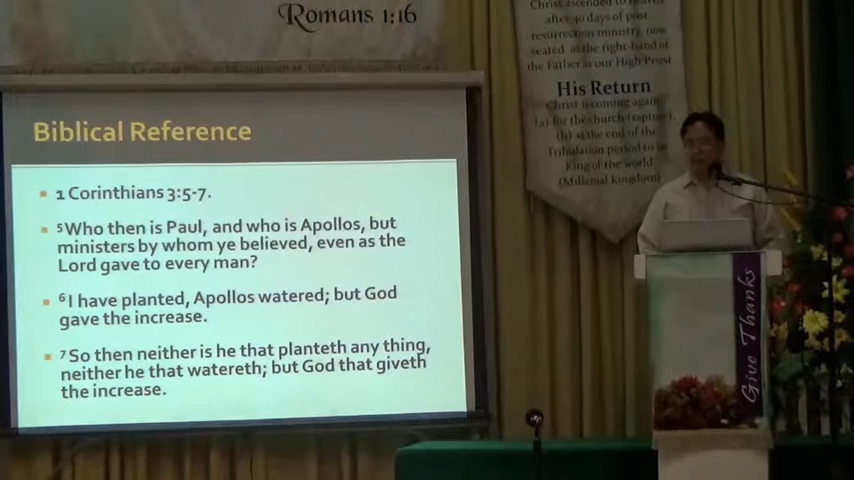 Romans 1:16
Biblical Reference
1 Corinthians 3:5-7.
5Who then is Paul, and who is Apollos, but
ministers by whom ye believed, even as the
LORD gave to every man?
6I have planted, Apollos watered; but God
gave the increase.
7So then neither is he that planteth any thing,
neither he that watereth; but God that giveth
the increase.
Christ ascended to heaven
after 40 days of post
resurrection ministry, now
seated at the right-hand of
the Father as our High Priest
His Return
Christ is coming again
(a) for the church (rapture),
(b) at the end of the
Tribulation period to be
king of the world
(Millenial kingdom)
Give Thanks